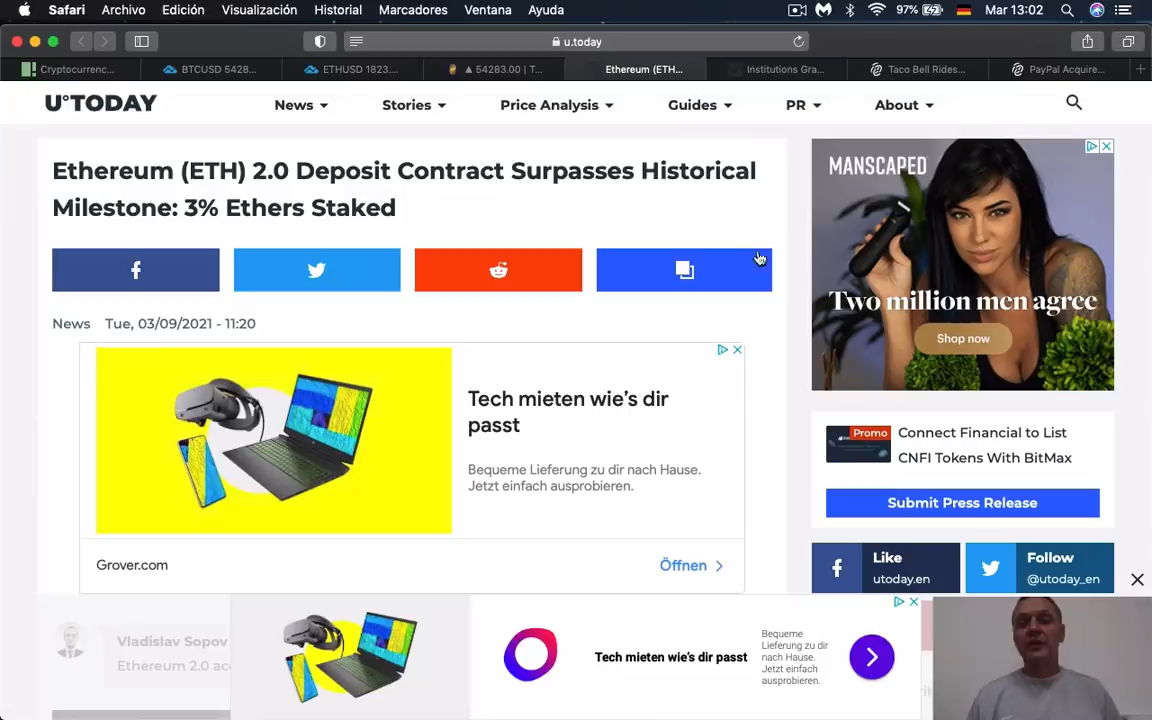 Safari Archivo Edición Visualización Historial Marcadores Ventana Ayuda 97% Mar 13:02
u.today
Cryptocurrenc... BTCUSD 5428... ETHUSD 1823.... ▲ 54283.00 | T... Ethereum (ETH... Institutions Gra... Taco Bell Rides... PayPal Acquire...
U°TODAY News Stories Price Analysis Guides PR About
Ethereum (ETH) 2.0 Deposit Contract Surpasses Historical
Milestone: 3% Ethers Staked
News Tue, 03/09/2021 - 11:20
Tech mieten wie's dir
passt
Bequeme Lieferung zu dir nach Hause.
Jetzt einfach ausprobieren.
Grover.com
Öffnen
MANSCAPED
Two million men agree
Shop now
Promo
Connect Financial to List
CNFI Tokens With BitMax
Submit Press Release
Like
utoday.en
Follow
@utoday_en
Vladislav Sopov
Ethereum 2.0 acc
Tech mieten wie's dir passt
Bequeme
Lieferung zu dir
nach Hause.
Jetzt einfach
ausprobieren.